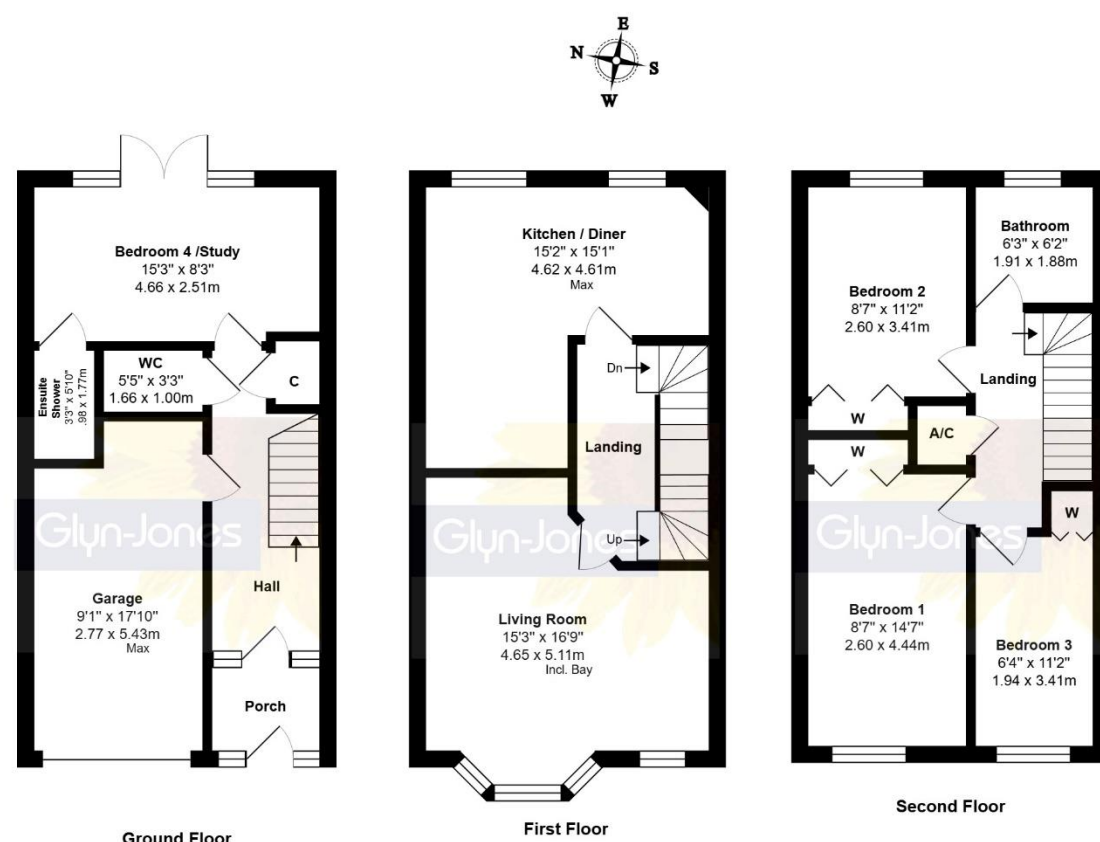 E
N
S
W
Bedroom 4 /Study
15'3" x 8'3"
4.66 x 2.51m
Ensuite
Shower
3'3" x 5'10"
.98 x 1.77m
WC
5'5" x 3'3"
1.66 x 1.00m
C
Glyn-Jones
Hall
Garage
9'1" x 17'10"
2.77 x 5.43m
Max
Porch
Ground Floor
Kitchen / Diner
15'2" x 15'1"
4.62 x 4.61m
Max
Dn
Landing
Glyn-Jones
Up
Living Room
15'3" x 16'9"
4.65 x 5.11m
Incl. Bay
First Floor
Bathroom
6'3" x 6'2"
1.91 x 1.88m
Bedroom 2
8'7" x 11'2"
2.60 x 3.41m
Landing
W
A/C
W
W
Glyn-Jones
Bedroom 1
8'7" x 14'7"
2.60 x 4.44m
Bedroom 3
6'4" x 11'2"
1.94 x 3.41m
Second Floor